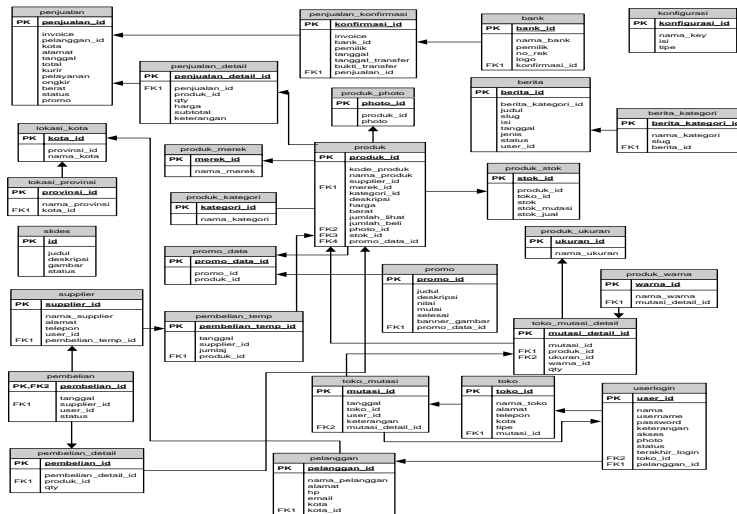 penjualan
PK penjualan_id
invoice
pelanggan_id
kota
alamat
tanggal
total
kurir
pelayanan
ongkir
berat
status
promo
penjualan_konfirmasi
PK konfirmasi_id
invoice
bank_id
pemilik
tanggal
tanggal_transfer
bukti_transfer
FK1 penjualan_id
bank
PK bank_id
nama_bank
pemilik
no_rek
logo
FK1 konfirmasi_id
konfigurasi
PK konfigurasi_id
nama_key
isi
tipe
penjualan_detail
PK penjualan_detail_id
FK1 penjualan_id
produk_id
qty
harga
subtotal
keterangan
produk_photo
PK photo_id
produk_id
photo
berita
PK berita_id
berita_kategori_id
judul
slug
isi
tanggal
jenis
status
user_id
berita_kategori
PK berita_kategori_id
nama_kategori
slug
FK1 berita_id
lokasi_kota
PK kota_id
provinsi_id
nama_kota
produk_merek
PK merek_id
nama_merek
produk
PK produk_id
kode_produk
nama_produk
supplier_id
FK1 merek_id
kategori_id
deskripsi
harga
berat
jumlah_lihat
jumlah_beli
FK2 photo_id
FK3 stok_id
FK4 promo_data_id
produk_stok
PK stok_id
produk_id
toko_id
stok
stok_mutasi
stok_jual
lokasi_provinsi
PK provinsi_id
nama_provinsi
FK1 kota_id
produk_kategori
PK kategori_id
nama_kategori
slides
PK id
judul
deskripsi
gambar
status
promo_data
PK promo_data_id
promo_id
produk_id
produk_ukuran
PK ukuran_id
nama_ukuran
promo
PK promo_id
judul
deskripsi
nilai
mulai
selesai
banner_gambar
FK1 promo_data_id
produk_warna
PK warna_id
nama_warna
FK1 mutasi_detail_id
supplier
PK supplier_id
nama_supplier
alamat
telepon
user_id
FK1 pembelian_temp_id
pembelian_temp
PK pembelian_temp_id
tanggal
supplier_id
jumlaj
FK1 produk_id
toko_mutasi_detail
PK mutasi_detail_id
FK1 mutasi_id
FK2 produk_id
ukuran_id
warna_id
qty
pembelian
PK,FK2 pembelian_id
tanggal
FK1 supplier_id
user_id
status
toko_mutasi
PK mutasi_id
tanggal
toko_id
user_id
keterangan
FK2 mutasi_detail_id
toko
PK toko_id
nama_toko
alamat
telepon
kota
tipe
FK1 mutasi_id
userlogin
PK user_id
nama
username
password
keterangan
akses
photo
status
terakhir_login
FK2 toko_id
FK1 pelanggan_id
pembelian_detail
PK pembelian_id
FK1 pembelian_detail_id
produk_id
qty
pelanggan
PK pelanggan_id
nama_pelanggan
alamat
hp
email
kota
FK1 kota_id